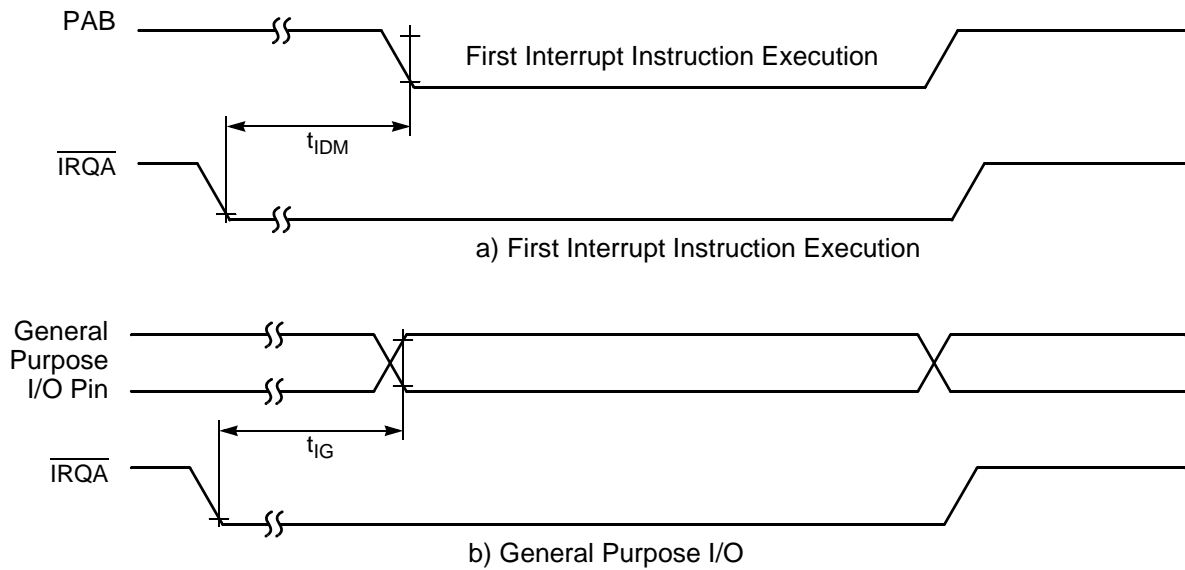 PAB
First Interrupt Instruction Execution
tIDM
IRQA
a) First Interrupt Instruction Execution
General
Purpose
I/O Pin
tIG
IRQA
b) General Purpose I/O